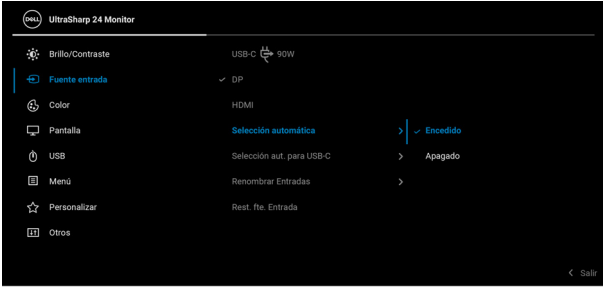 DELL UltraSharp 24 Monitor
Brillo/Contraste
USB-C 90W
Fuente entrada
DP
Color
HDMI
Pantalla
Selección automática
Encedido
USB
Selección aut. para USB-C
Apagado
Menú
Renombrar Entradas
Personalizar
Rest. fte. Entrada
Otros
Salir